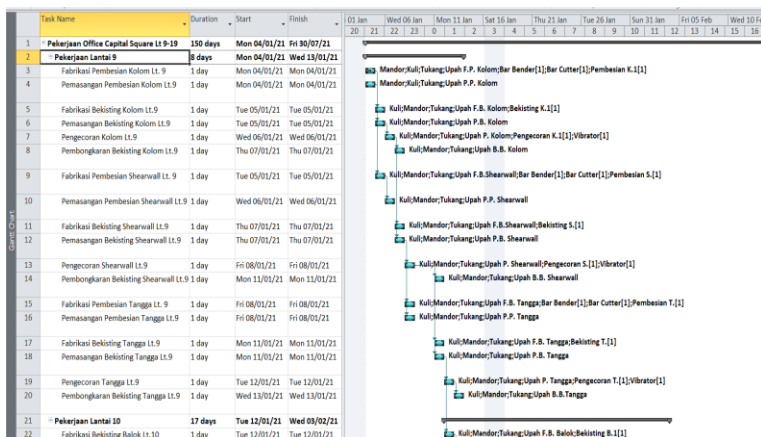 Task Name Duration Start Finish 01 Jan Wed 06 Jan Mon 11 Jan Sat 16 Jan Thu 21 Jan Tue 26 Jan Sun 31 Jan Fri 05 Feb Wed 10 Fe
20 21 22 23 0 1 2 3 4 5 6 7 8 9 10 11 12 13 14 15 16
1 Pekerjaan Office Capital Square Lt 9-19 150 days Mon 04/01/21 Fri 30/07/21
2 Pekerjaan Lantai 9 8 days Mon 04/01/21 Wed 13/01/21
3 Fabrikasi Pembesian Kolom Lt. 9 1 day Mon 04/01/21 Mon 04/01/21 Mandor;Kuli;Tukang;Upah F.P. Kolom;Bar Bender[1];Bar Cutter[1];Pembesian K.1[1]
4 Pemasangan Pembesian Kolom Lt.9 1 day Mon 04/01/21 Mon 04/01/21 Mandor;Kuli;Tukang;Upah P.P. Kolom
5 Fabrikasi Bekisting Kolom Lt.9 1 day Tue 05/01/21 Tue 05/01/21 Kuli;Mandor;Tukang;Upah F.B. Kolom;Bekisting K.1[1]
6 Pemasangan Bekisting Kolom Lt.9 1 day Tue 05/01/21 Tue 05/01/21 Kuli;Mandor;Tukang;Upah P.B. Kolom
7 Pengecoran Kolom Lt.9 1 day Wed 06/01/21 Wed 06/01/21 Kuli;Mandor;Tukang;Upah P. Kolom;Pengecoran K.1[1];Vibrator[1]
8 Pembongkaran Bekisting Kolom Lt.9 1 day Thu 07/01/21 Thu 07/01/21 Kuli;Mandor;Tukang;Upah B.B. Kolom
9 Fabrikasi Pembesian Shearwall Lt. 9 1 day Tue 05/01/21 Tue 05/01/21 Kuli;Mandor;Tukang;Upah F.B.Shearwall;Bar Bender[1];Bar Cutter[1];Pembesian S.[1]
10 Pemasangan Pembesian Shearwall Lt.9 1 day Wed 06/01/21 Wed 06/01/21 Kuli;Mandor;Tukang;Upah P.P. Shearwall
11 Fabrikasi Bekisting Shearwall Lt.9 1 day Thu 07/01/21 Thu 07/01/21 Kuli;Mandor;Tukang;Upah F.B.Shearwall;Bekisting S.[1]
12 Pemasangan Bekisting Shearwall Lt.9 1 day Thu 07/01/21 Thu 07/01/21 Kuli;Mandor;Tukang;Upah P.B. Shearwall
Gantt Chart
13 Pengecoran Shearwall Lt.9 1 day Fri 08/01/21 Fri 08/01/21 Kuli;Mandor;Tukang;Upah P. Shearwall;Pengecoran S.[1];Vibrator[1]
14 Pembongkaran Bekisting Shearwall Lt.9 1 day Mon 11/01/21 Mon 11/01/21 Kuli;Mandor;Tukang;Upah B.B. Shearwall
15 Fabrikasi Pembesian Tangga Lt. 9 1 day Fri 08/01/21 Fri 08/01/21 Kuli;Mandor;Tukang;Upah F.B. Tangga;Bar Bender[1];Bar Cutter[1];Pembesian T.[1]
16 Pemasangan Pembesian Tangga Lt.9 1 day Fri 08/01/21 Fri 08/01/21 Kuli;Mandor;Tukang;Upah P.P. Tangga
17 Fabrikasi Bekisting Tangga Lt.9 1 day Mon 11/01/21 Mon 11/01/21 Kuli;Mandor;Tukang;Upah F.B. Tangga;Bekisting T.[1]
18 Pemasangan Bekisting Tangga Lt.9 1 day Mon 11/01/21 Mon 11/01/21 Kuli;Mandor;Tukang;Upah P.B. Tangga
19 Pengecoran Tangga Lt.9 1 day Tue 12/01/21 Tue 12/01/21 Kuli;Mandor;Tukang;Upah P. Tangga;Pengecoran T.[1];Vibrator[1]
20 Pembongkaran Bekisting Tangga Lt.9 1 day Wed 13/01/21 Wed 13/01/21 Kuli;Mandor;Tukang;Upah B.B.Tangga
21 Pekerjaan Lantai 10 17 days Tue 12/01/21 Wed 03/02/21
22 Fabrikasi Bekisting Balok Lt.10 1 day Tue 12/01/21 Tue 12/01/21 Kuli;Mandor;Tukang;Upah F.B. Balok;Bekisting B.1[1]